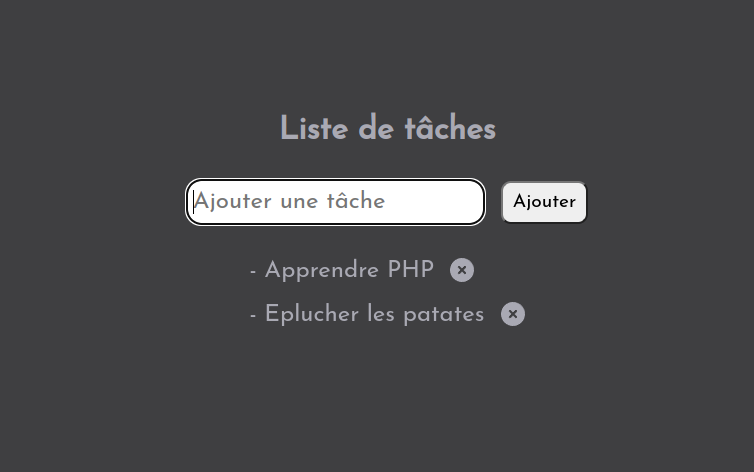 Liste de tâches
Ajouter une tâche
Ajouter
- Apprendre PHP
- Eplucher les patates